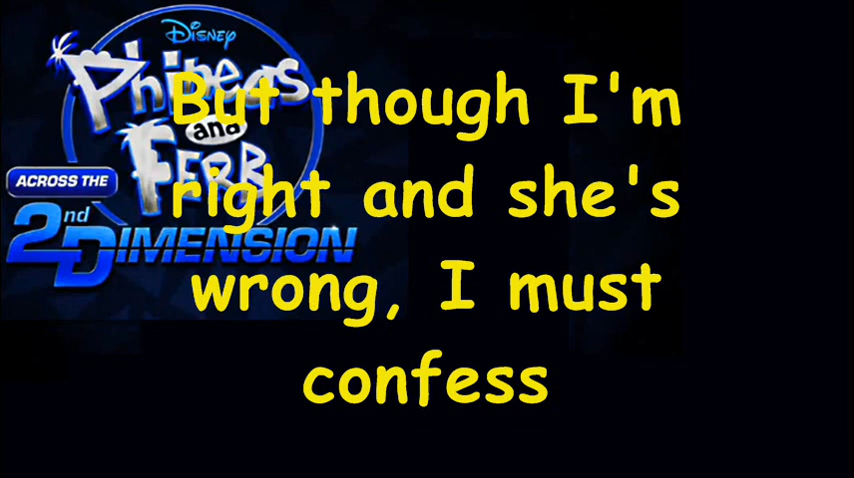 Disney
Phineas
and
Ferb
ACROSS THE
2nd
DIMENSION
But though I'm
right and she's
wrong, I must
confess